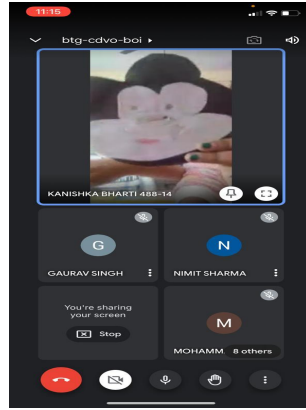 11:15
btg-cdvo-boi
KANISHKA BHARTI 488-14
G
GAURAV SINGH
N
NIMIT SHARMA
You're sharing
your screen
Stop
M
MOHAMM.
8 others